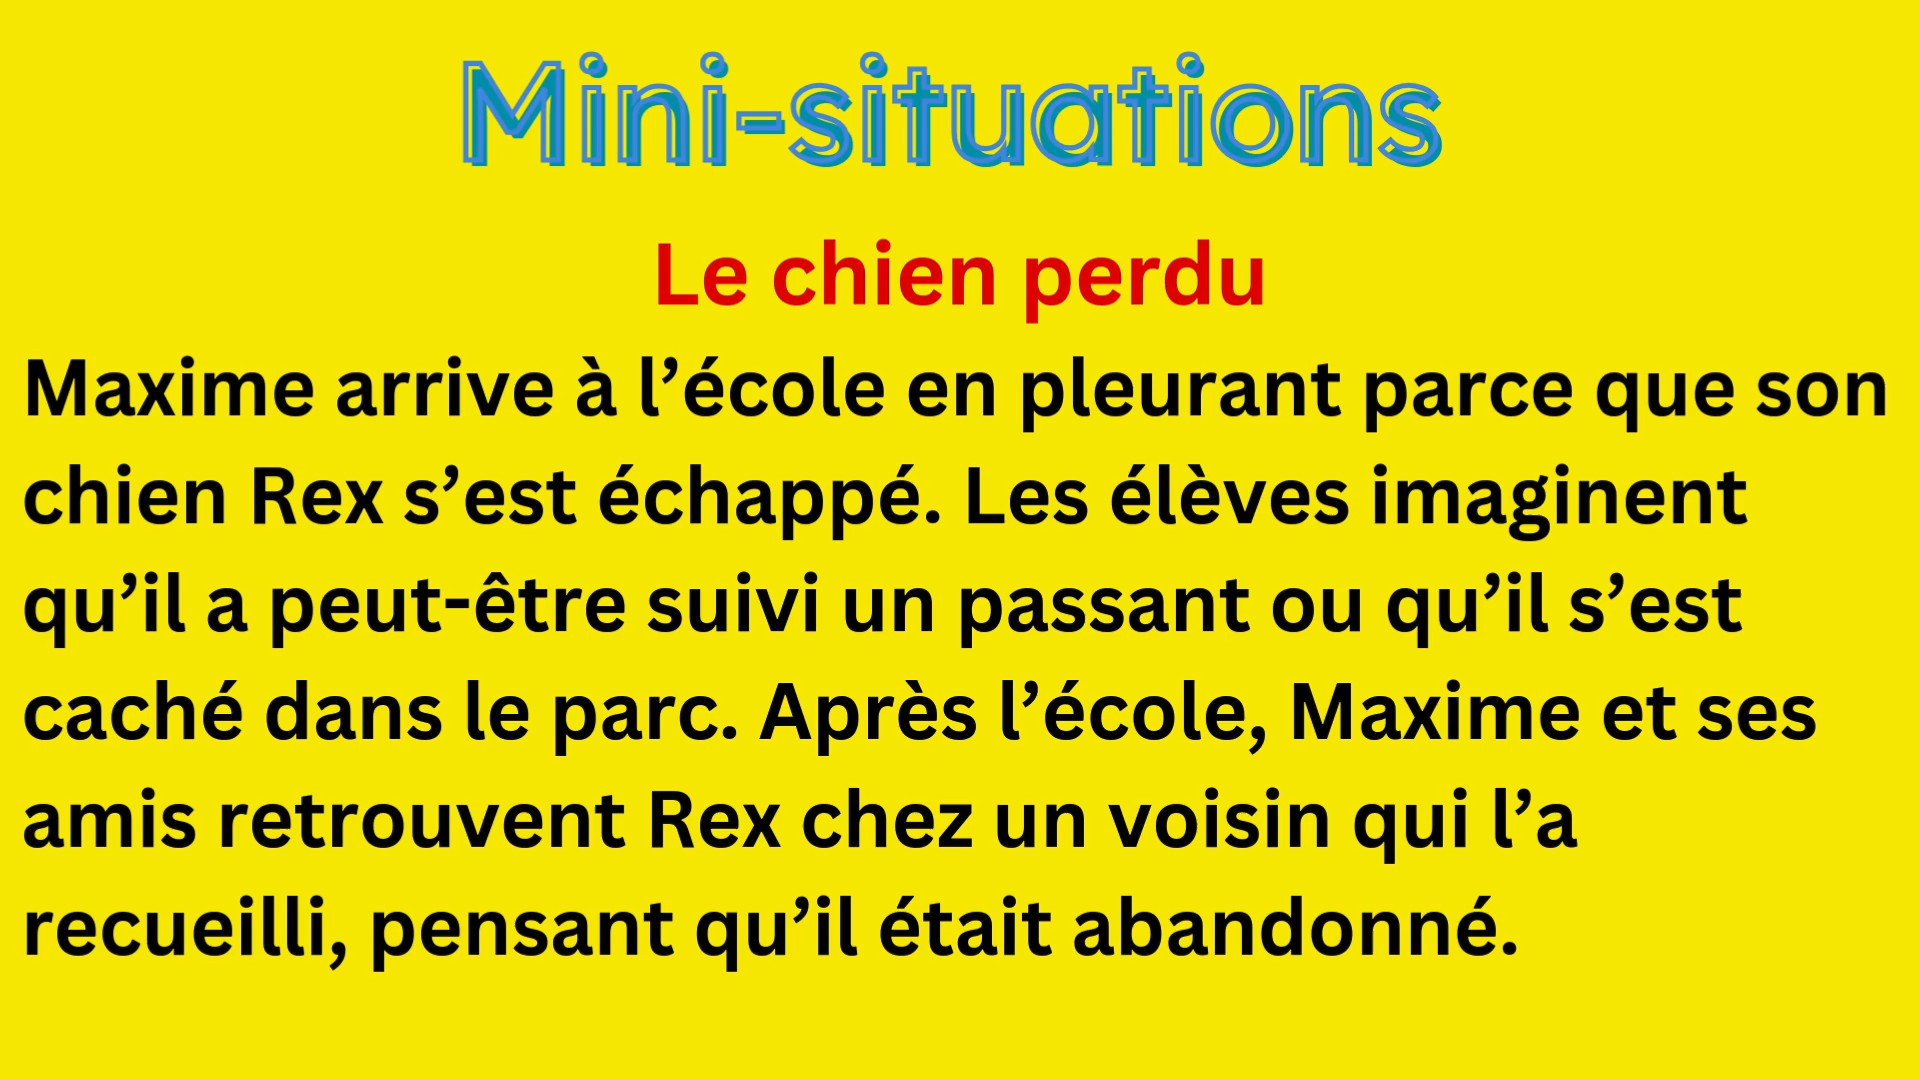 Mini-situations
Le chien perdu
Maxime arrive à l’école en pleurant parce que son
chien Rex s’est échappé. Les élèves imaginent
qu’il a peut-être suivi un passant ou qu’il s’est
caché dans le parc. Après l’école, Maxime et ses
amis retrouvent Rex chez un voisin qui l’a
recueilli, pensant qu’il était abandonné.